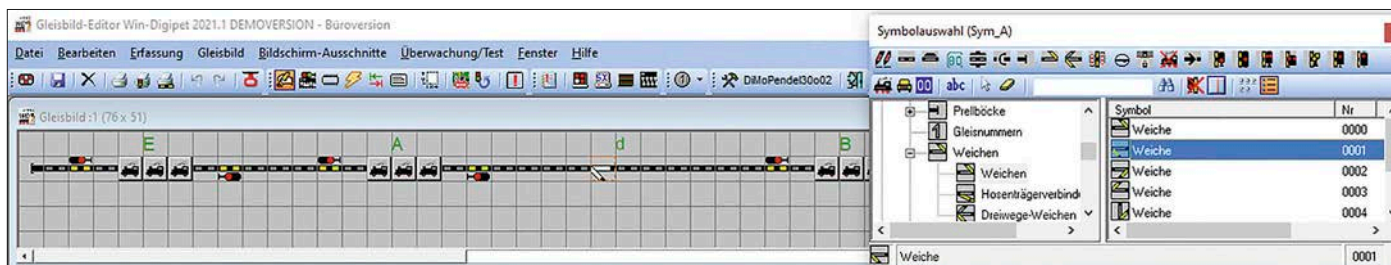 Gleisbild-Editor Win-Digipet 2021.1 DEMOVERSION - Büroversion
Datei Bearbeiten Erfassung Gleisbild Bildschirm-Ausschnitte Überwachung/Test Fenster Hilfe
DiMoPendel30o02
Gleisbild :1 (76 x 51)
E A d B
Symbolauswahl (Sym_A)
abc
Prellböcke
Gleisnummern
Weichen
Weichen
Hosenträgerverbind
Dreiwege-Weichen
Symbol Nr
Weiche 0000
Weiche 0001
Weiche 0002
Weiche 0003
Weiche 0004
Weiche 0001